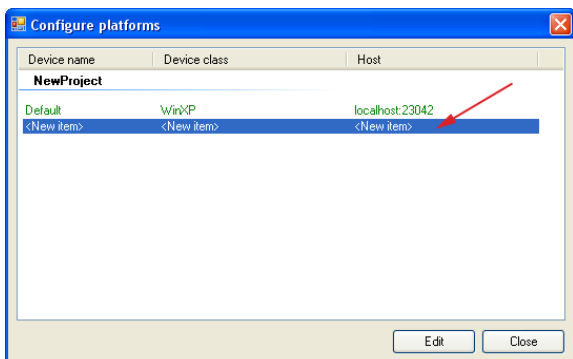 Configure platforms
Device name Device class Host
NewProject
Default WinXP localhost:23042
<New item> <New item> <New item>
Edit Close